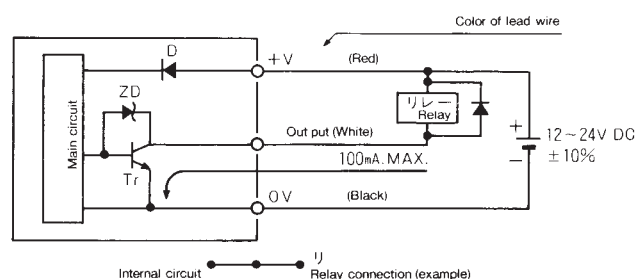 Color of lead wire
D
+V
(Red)
ZD
リレー
Relay
Main circuit
Out put (White)
+
12~24V DC
−
±10%
100mA.MAX.
Tr
0V
(Black)
リ
Internal circuit
Relay connection (example)